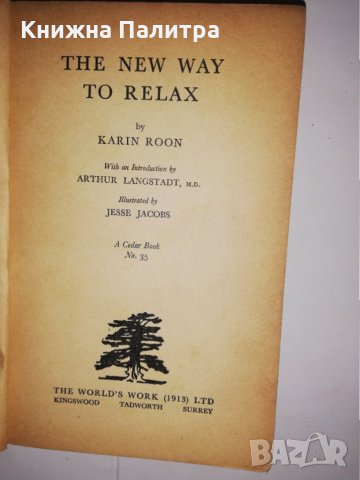 Книжна Палитра
THE NEW WAY
TO RELAX
by
KARIN ROON
With an Introduction by
ARTHUR LANGSTADT, M.D.
Illustrated by
JESSE JACOBS
A Cedar Book
No. 35
THE WORLD'S WORK (1913) LTD
KINGSWOOD TADWORTH SURREY
BAZAR